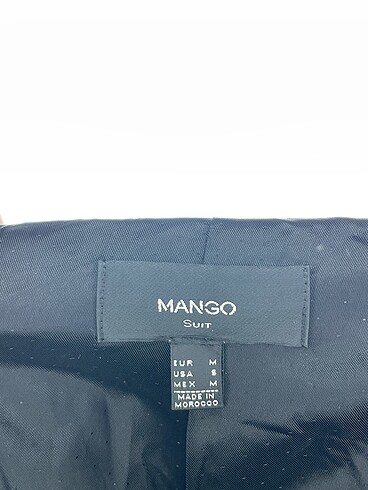 MANGO
SUIT
EUR M
USA S
MEX M
MADE IN
MOROCCO